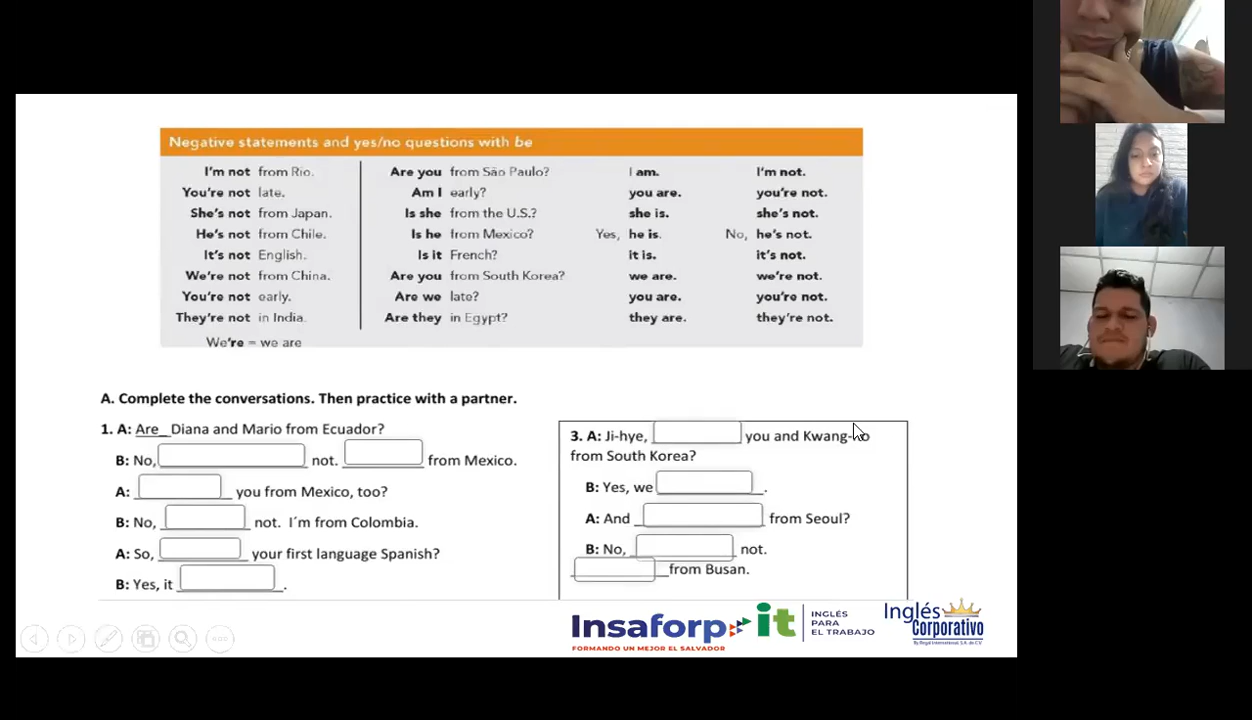 Negative statements and yes/no questions with be
I'm not from Rio.
You're not late.
She's not from Japan.
He's not from Chile.
It's not English.
We're not from China.
You're not early.
They're not in India.
We're = we are
Are you from São Paulo?
Am I early?
Is she from the U.S.?
Is he from Mexico?
Is it French?
Are you from South Korea?
Are we late?
Are they in Egypt?
Yes,
I am.
you are.
she is.
he is.
it is.
we are.
you are.
they are.
No,
I'm not.
you're not.
she's not.
he's not.
it's not.
we're not.
you're not.
they're not.
A. Complete the conversations. Then practice with a partner.
1. A: Are_ Diana and Mario from Ecuador?
B: No, not. from Mexico.
A: you from Mexico, too?
B: No, not. I´m from Colombia.
A: So, your first language Spanish?
B: Yes, it .
3. A: Ji-hye, you and
from South Korea?
B: Yes, we .
A: And from Seoul?
B: No, not.
from Busan.
Insaforp
FORMANDO UN MEJOR EL SALVADOR
it
INGLÉS
PARA
EL TRABAJO
Inglés
Corporativo